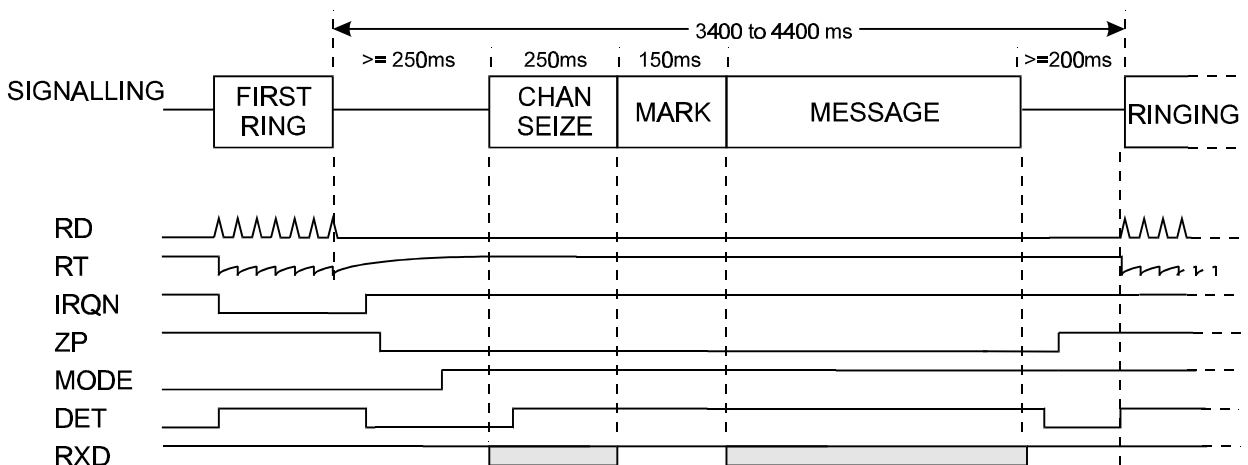 3400 to 4400 ms
>= 250ms
250ms
150ms
>=200ms
SIGNALLING
FIRST
RING
CHAN
SEIZE
MARK
MESSAGE
RINGING
RD
RT
IRQN
ZP
MODE
DET
RXD